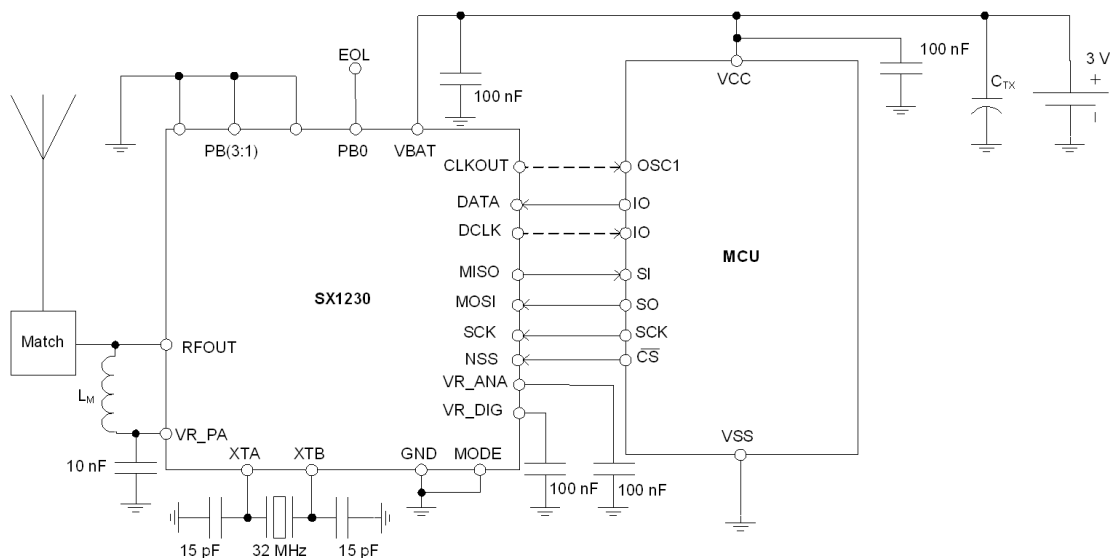 EOL
100 nF
VCC
100 nF
C_TX
3 V
+
PB(3:1)
PB0
VBAT
CLKOUT
OSC1
DATA
IO
DCLK
IO
MCU
MISO
SI
SX1230
MOSI
SO
SCK
SCK
Match
RFOUT
NSS
CS
VR_ANA
L_M
VR_DIG
VR_PA
VSS
XTA
XTB
GND
MODE
10 nF
100 nF
100 nF
15 pF
32 MHz
15 pF